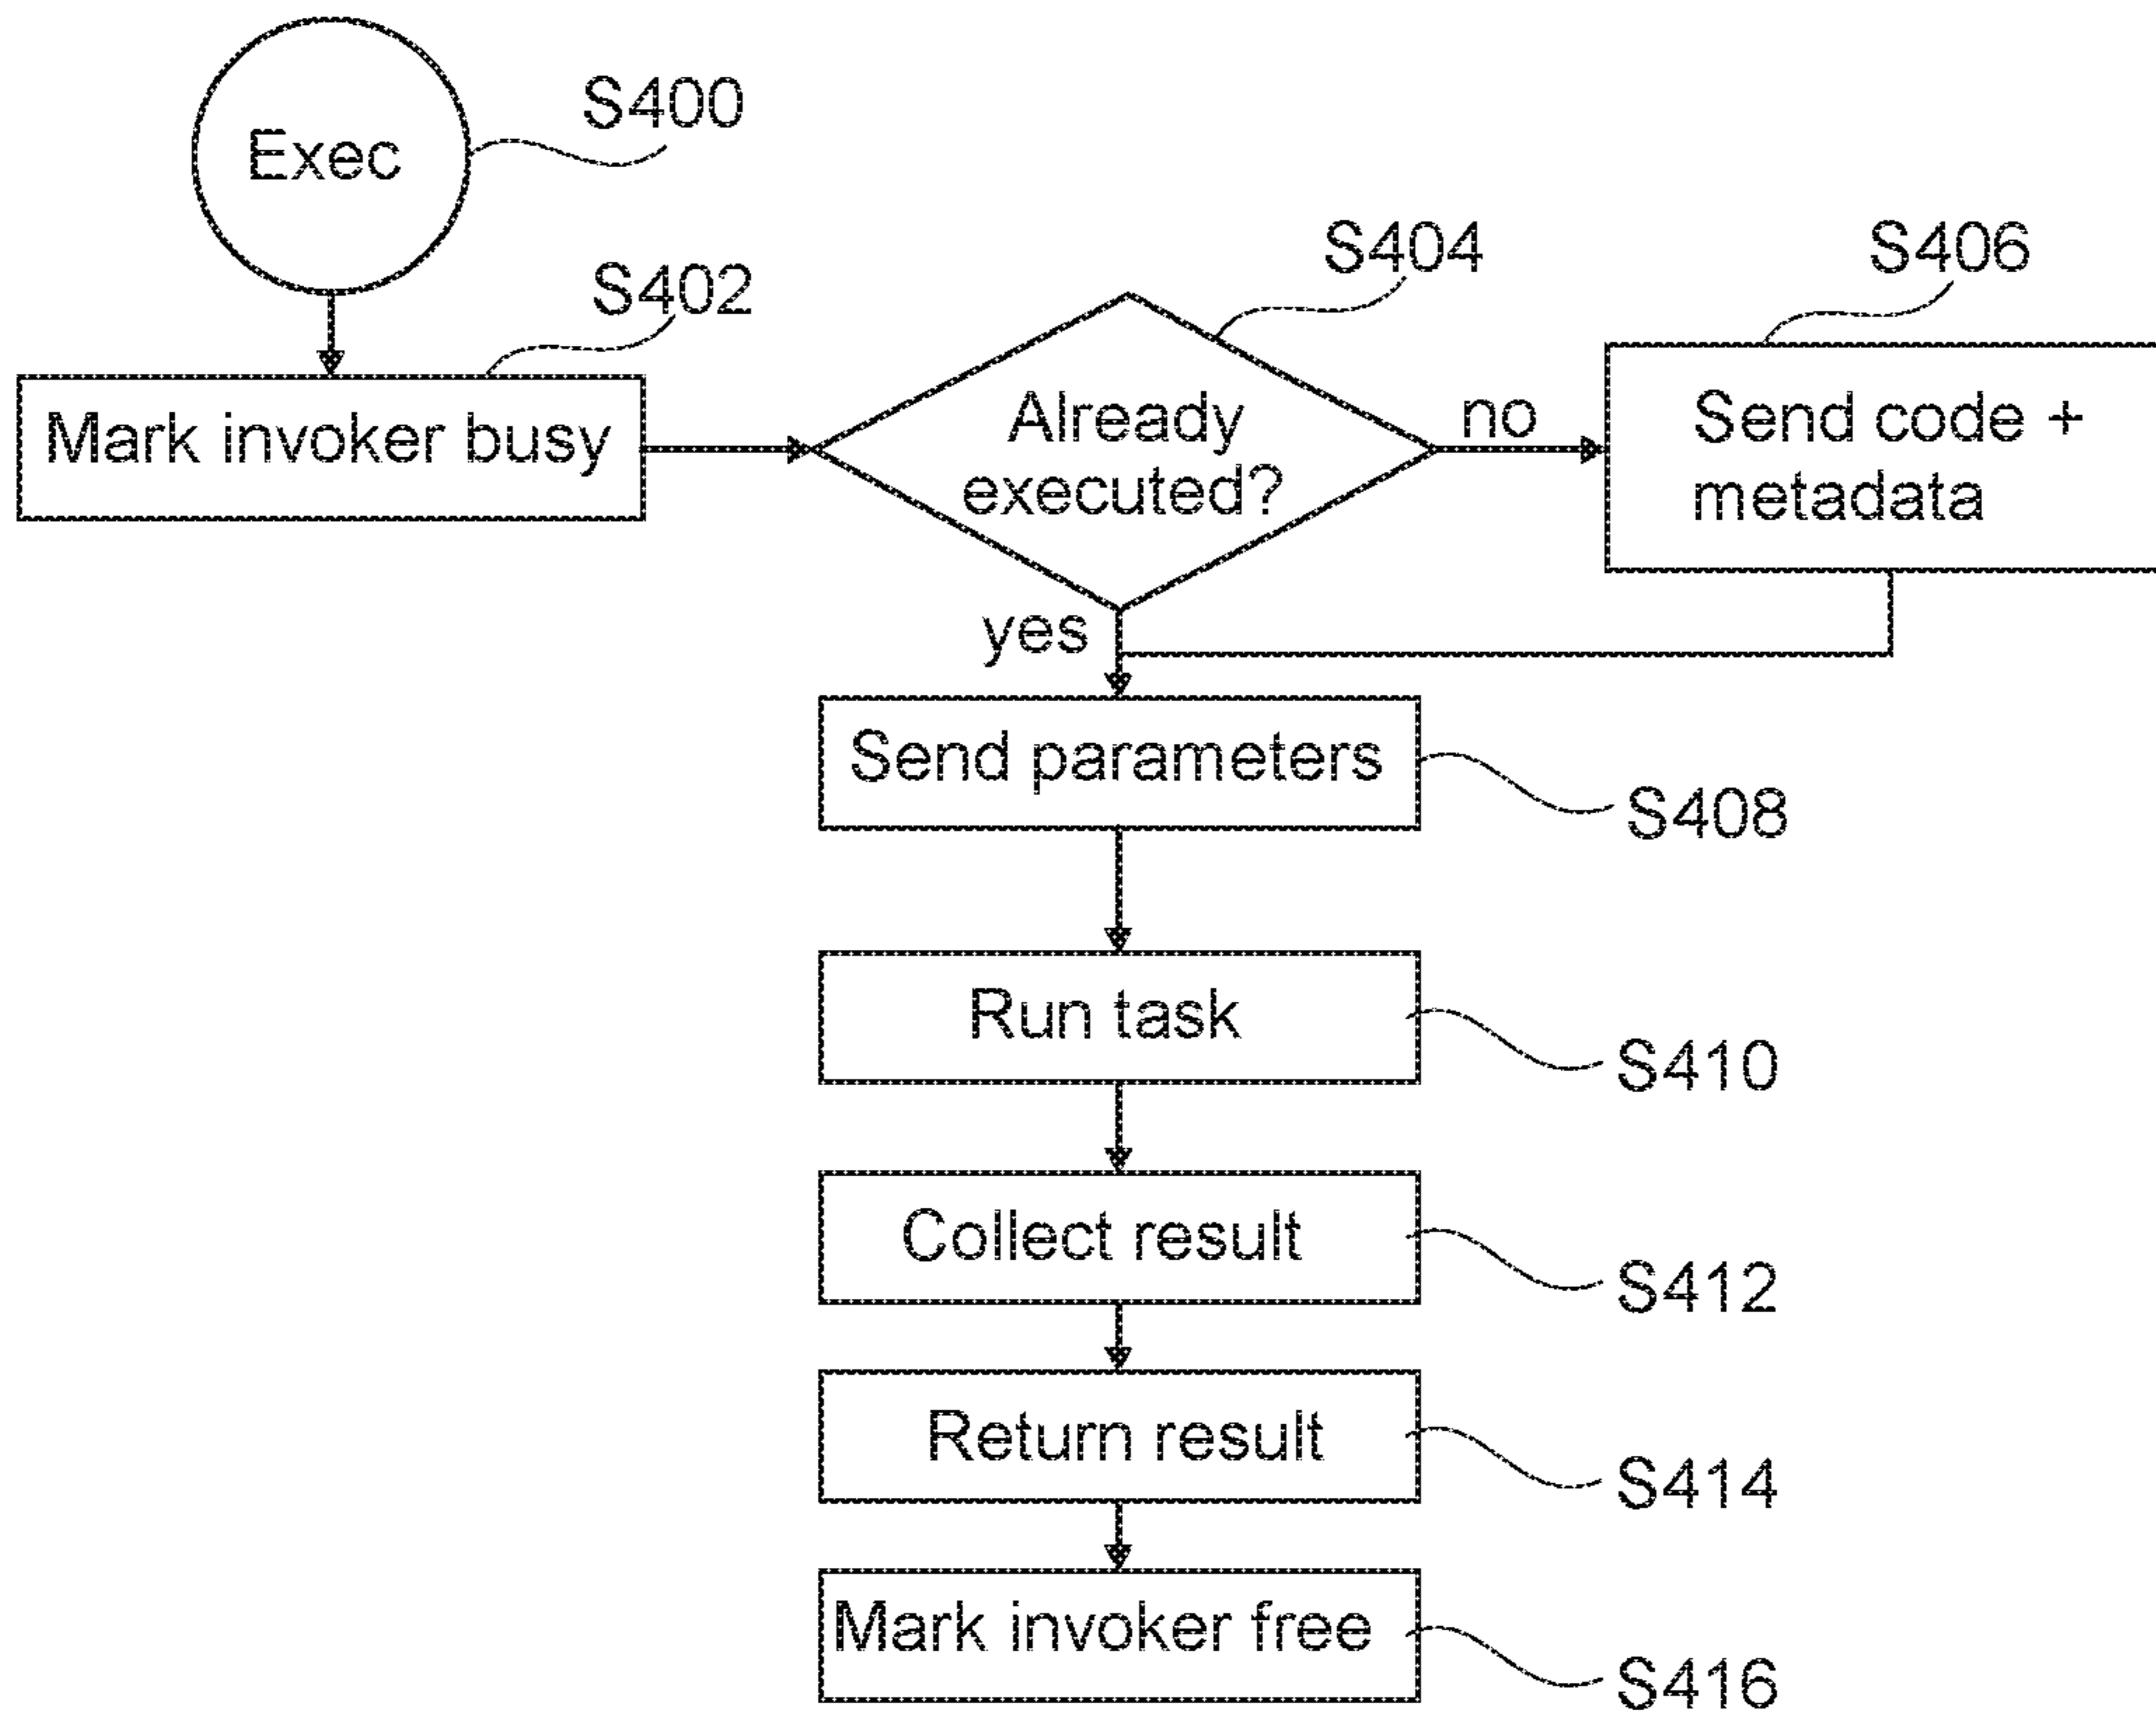 Exec
S400
S402
Mark invoker busy
S404
Already
executed?
no
yes
S406
Send code +
metadata
Send parameters
S408
Run task
S410
Collect result
S412
Return result
S414
Mark invoker free
S416